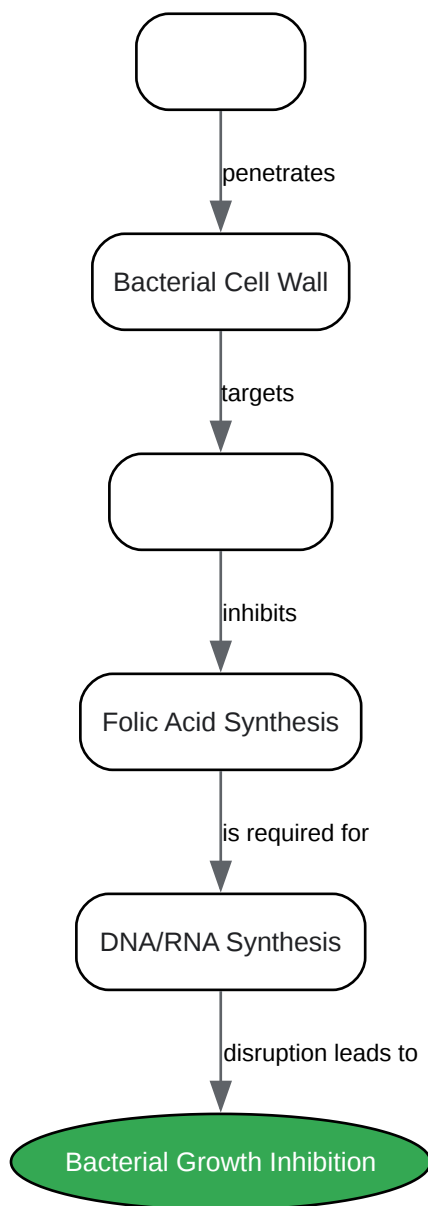 penetrates
Bacterial Cell Wall
targets
inhibits
Folic Acid Synthesis
is required for
DNA/RNA Synthesis
disruption leads to
Bacterial Growth Inhibition